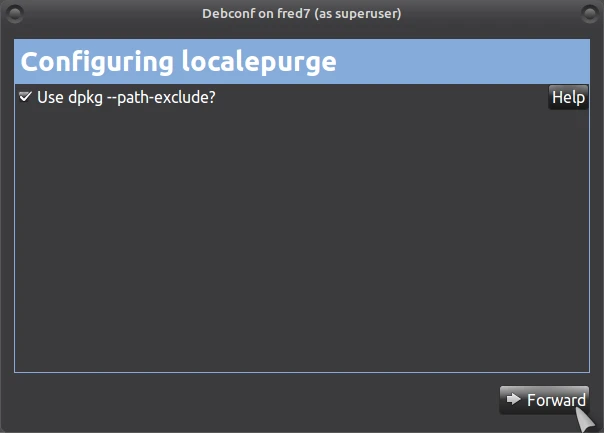 Debconf on fred7 (as superuser)
Configuring localepurge
Use dpkg --path-exclude?
Help
Forward